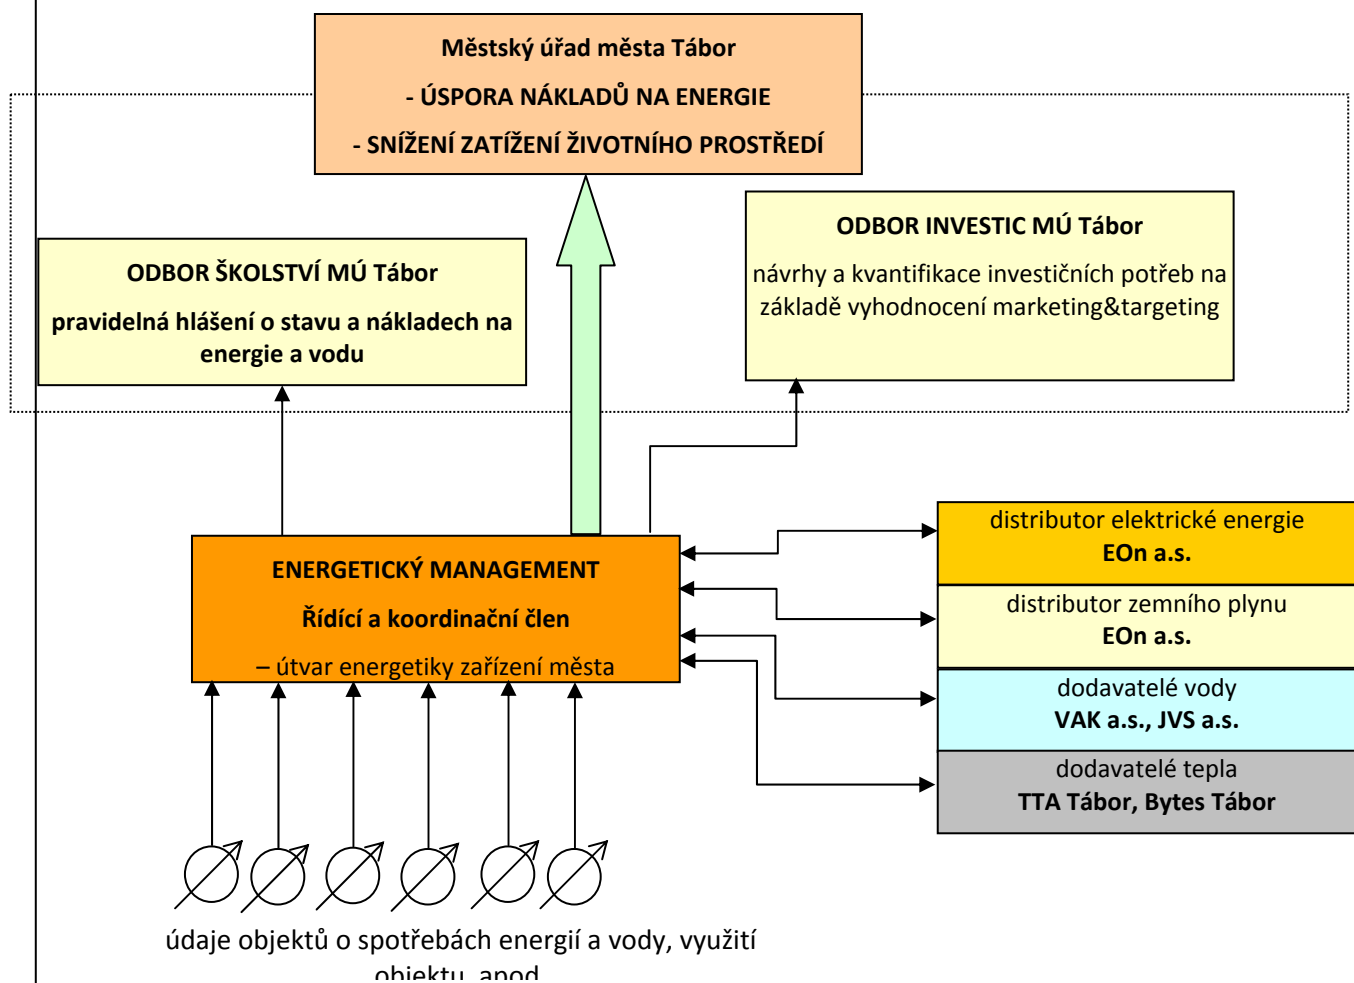 Městský úřad města Tábor
- ÚSPORA NÁKLADŮ NA ENERGIE
- SNÍŽENÍ ZATÍŽENÍ ŽIVOTNÍHO PROSTŘEDÍ
ODBOR ŠKOLSTVÍ MÚ Tábor
pravidelná hlášení o stavu a nákladech na
energie a vodu
ODBOR INVESTIC MÚ Tábor
návrhy a kvantifikace investičních potřeb na
základě vyhodnocení marketing&targeting
ENERGETICKÝ MANAGEMENT
Řídící a koordinační člen
– útvar energetiky zařízení města
distributor elektrické energie
EOn a.s.
distributor zemního plynu
EOn a.s.
dodavatelé vody
VAK a.s., JVS a.s.
dodavatelé tepla
TTA Tábor, Bytes Tábor
údaje objektů o spotřebách energií a vody, využití
objektu, apod